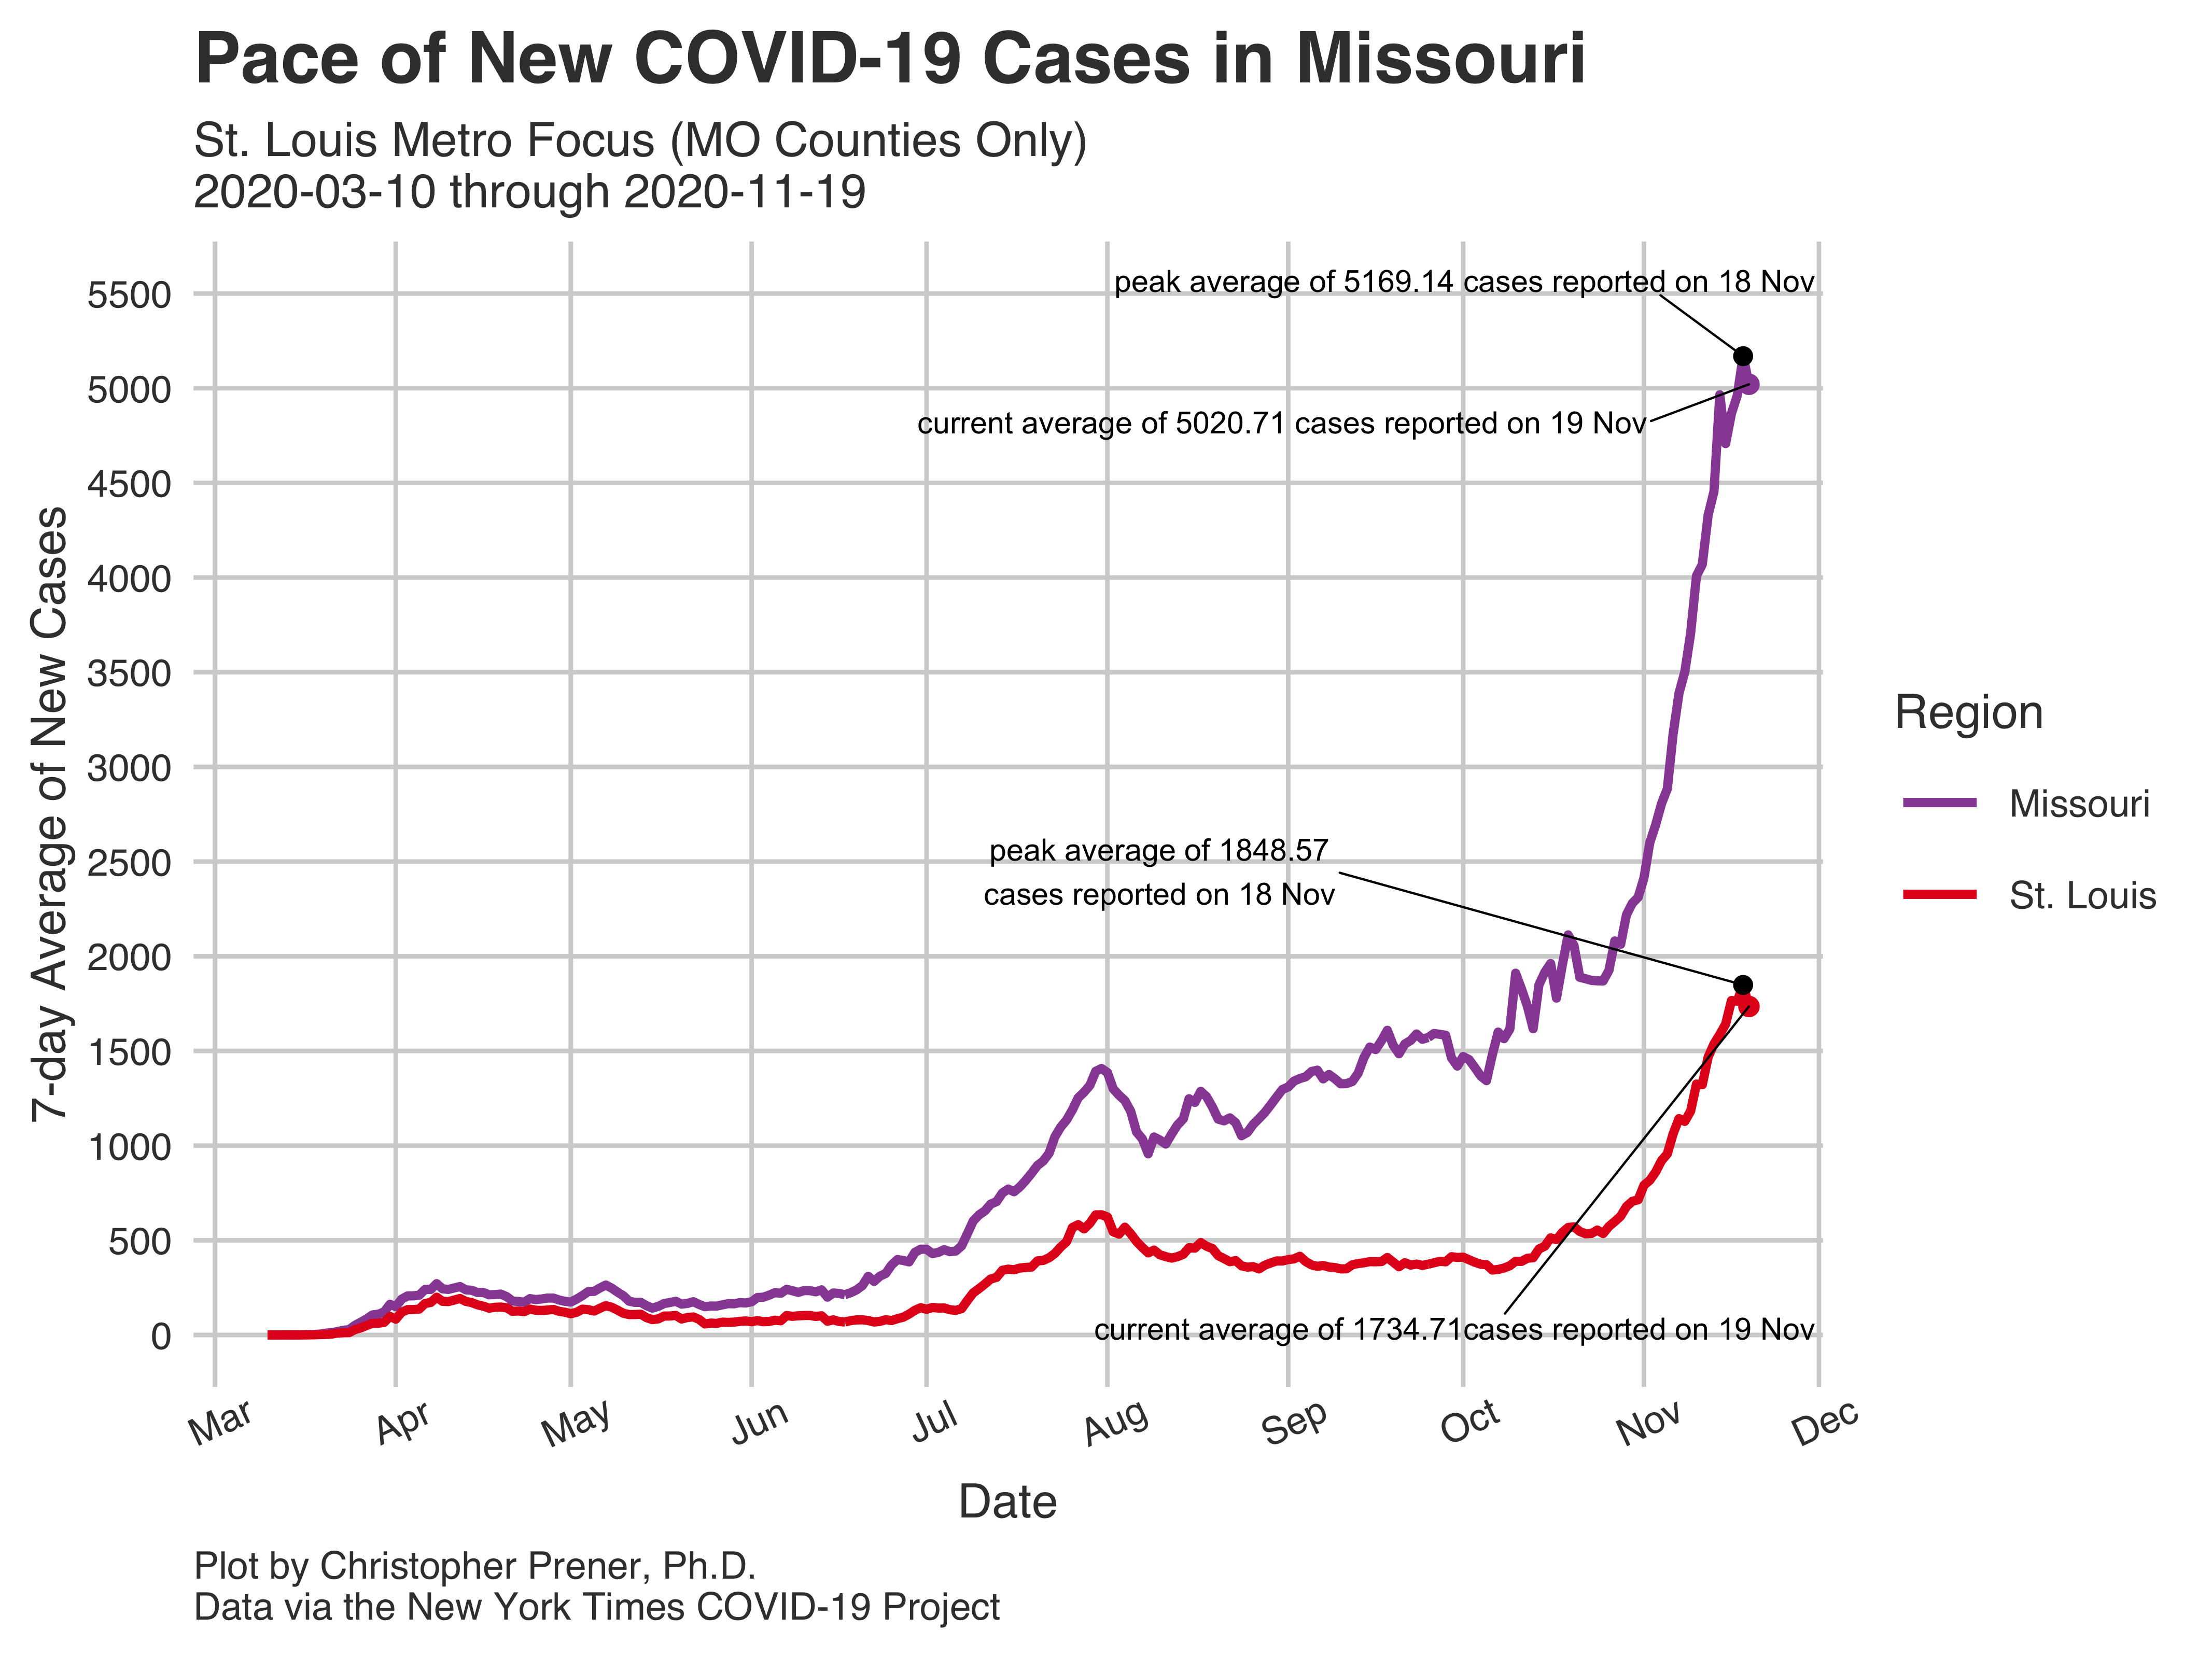 Pace of New COVID-19 Cases in Missouri
St. Louis Metro Focus (MO Counties Only)
2020-03-10 through 2020-11-19
7-day Average of New Cases
5500
5000
4500
4000
3500
3000
2500
2000
1500
1000
500
0
peak average of 5169.14 cases reported on 18 Nov
current average of 5020.71 cases reported on 19 Nov
peak average of 1848.57
cases reported on 18 Nov
current average of 1734.71cases reported on 19 Nov
Mar
Apr
May
Jun
Jul
Aug
Sep
Oct
Nov
Dec
Date
Region
Missouri
St. Louis
Plot by Christopher Prener, Ph.D.
Data via the New York Times COVID-19 Project